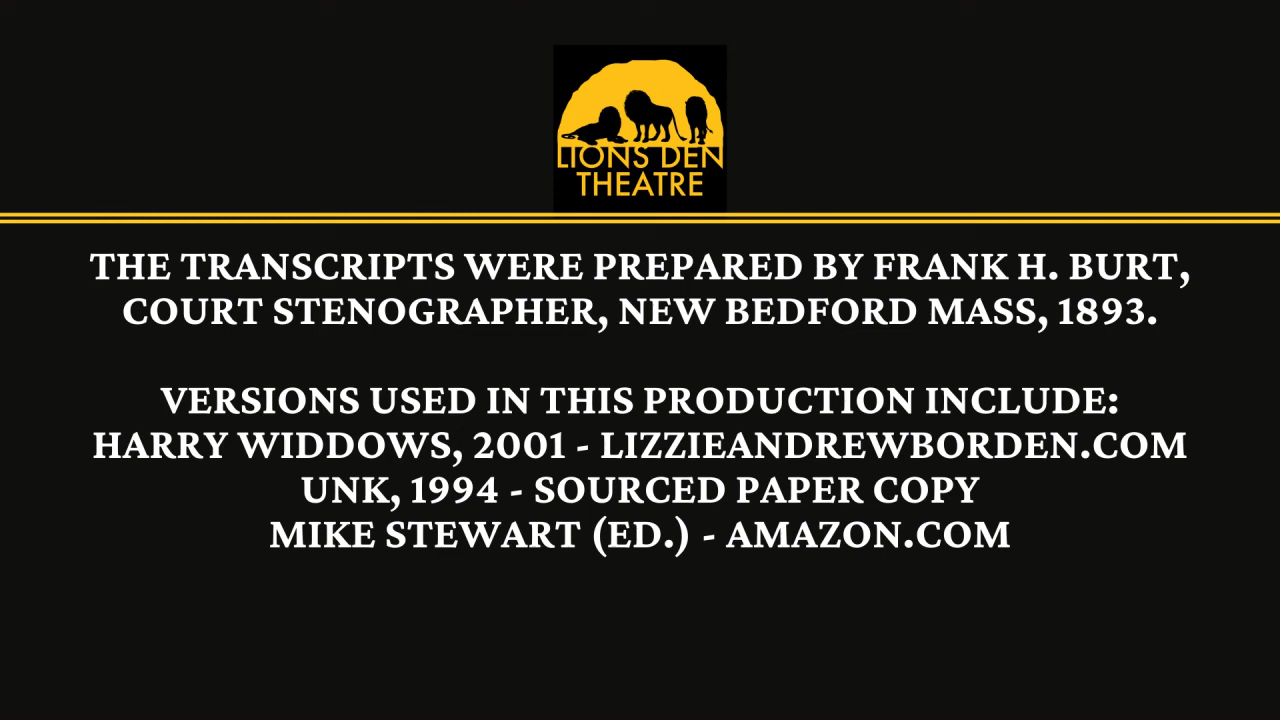 LIONS DEN
THEATRE
THE TRANSCRIPTS WERE PREPARED BY FRANK H. BURT,
COURT STENOGRAPHER, NEW BEDFORD MASS, 1893.
VERSIONS USED IN THIS PRODUCTION INCLUDE:
HARRY WIDDOWS, 2001 - LIZZIEANDREWBORDEN.COM
UNK, 1994 - SOURCED PAPER COPY
MIKE STEWART (ED.) - AMAZON.COM